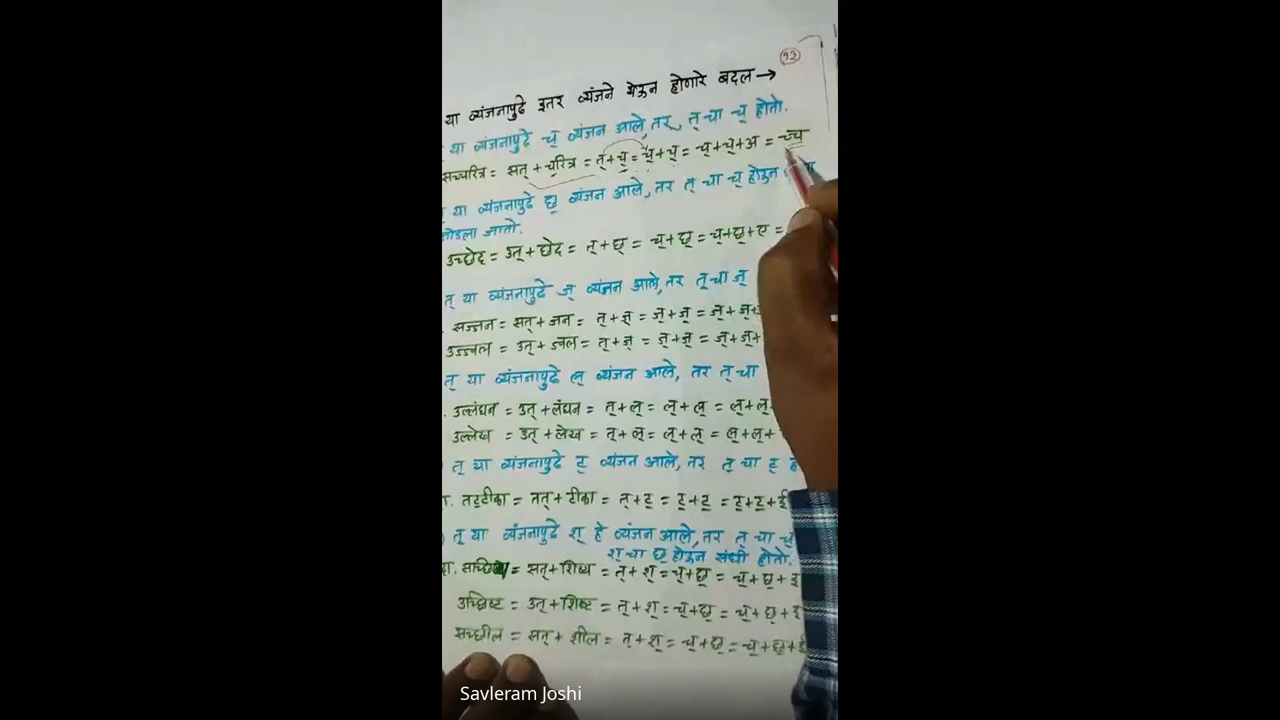 १३
या व्यंजनापुढे इतर व्यंजने येऊन होणारे बदल →
या व्यंजनापुढे च् व्यंजन आले, तर त् चा च् होतो.
सच्चरित्र = सत् + चरित्र = त् + च् = च् + च् = च् + च् + अ = च्च
या व्यंजनापुढे छ् व्यंजन आले, तर त् चा च् होऊन
जोडला जातो.
उच्छेद = उत् + छेद = त् + छ् = च् + छ् = च् + छ् + ए =
त् या व्यंजनापुढे ज् व्यंजन आले, तर त् चा ज्
सज्जन = सत् + जन = त् + ज् = ज् + ज् = ज् + ज् +
उज्ज्वल = उत् + ज्वल = त् + ज् = ज् + ज् = ज् + ज् +
त् या व्यंजनापुढे ल् व्यंजन आले, तर त् चा
उल्लंघन = उत् + लंघन = त् + ल् = ल् + ल् = ल् + ल्
उल्लेख = उत् + लेख = त् + ल् = ल् + ल् = ल् + ल् +
त् या व्यंजनापुढे ट् व्यंजन आले, तर त् चा ट्
तट्टीका = तत् + टीका = त् + ट् = ट् + ट् = ट् + ट् + ई
त् या व्यंजनापुढे श् हे व्यंजन आले, तर त् चा च्
श् चा छ् होऊन संधी होतो.
= सत् + शिष्य = त् + श् = च् + छ् = च् + छ् + इ
उच्छिष्ट = उत् + शिष्ट = त् + श् = च् + छ् = च् + छ् + इ
सच्छील = सत् + शील = त् + श् = च् + छ् = च् + छ् + ई
Savleram Joshi